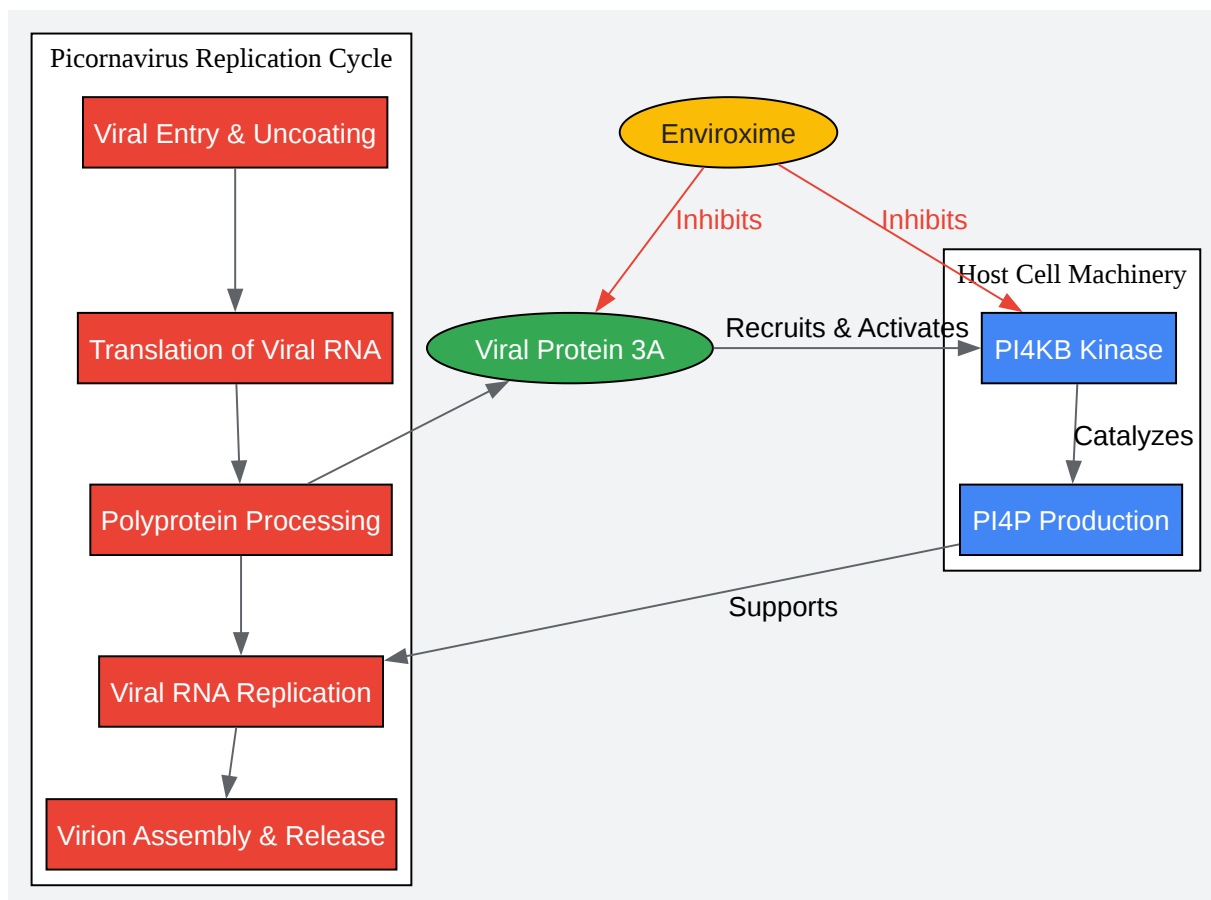 Picornavirus Replication Cycle
Viral Entry & Uncoating
Enviroxime
Inhibits
Inhibits
Host Cell Machinery
Translation of Viral RNA
Viral Protein 3A
Recruits & Activates
PI4KB Kinase
Catalyzes
Polyprotein Processing
PI4P Production
Supports
Viral RNA Replication
Virion Assembly & Release